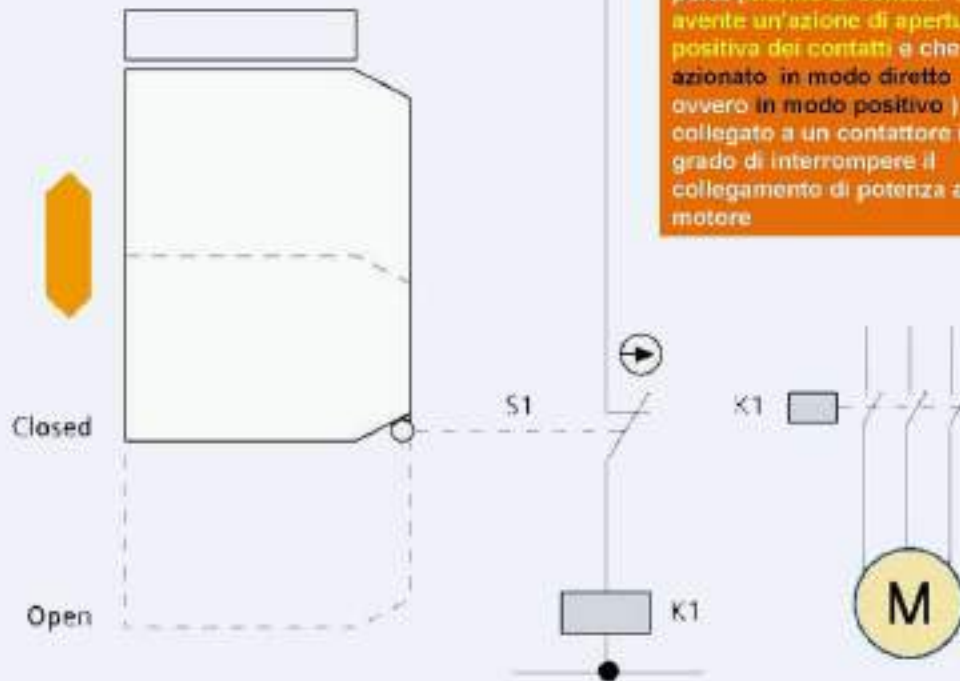 avente un'azione di apertu
positiva dei contatti e che
azionato in modo diretto
ovvero in modo positivo )
collegato a un contattore i
grado di interrompere il
collegamento di potenza a
motore
S1
K1
Closed
Open
K1
M